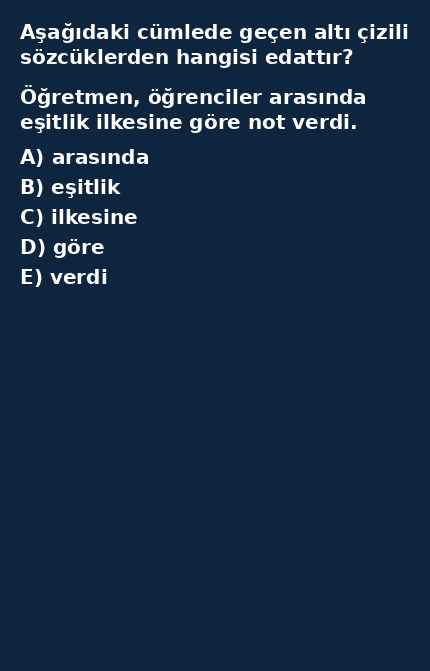 Aşağıdaki cümlede geçen altı çizili
sözcüklerden hangisi edattır?
Öğretmen, öğrenciler arasında
eşitlik ilkesine göre not verdi.
A) arasında
B) eşitlik
C) ilkesine
D) göre
E) verdi